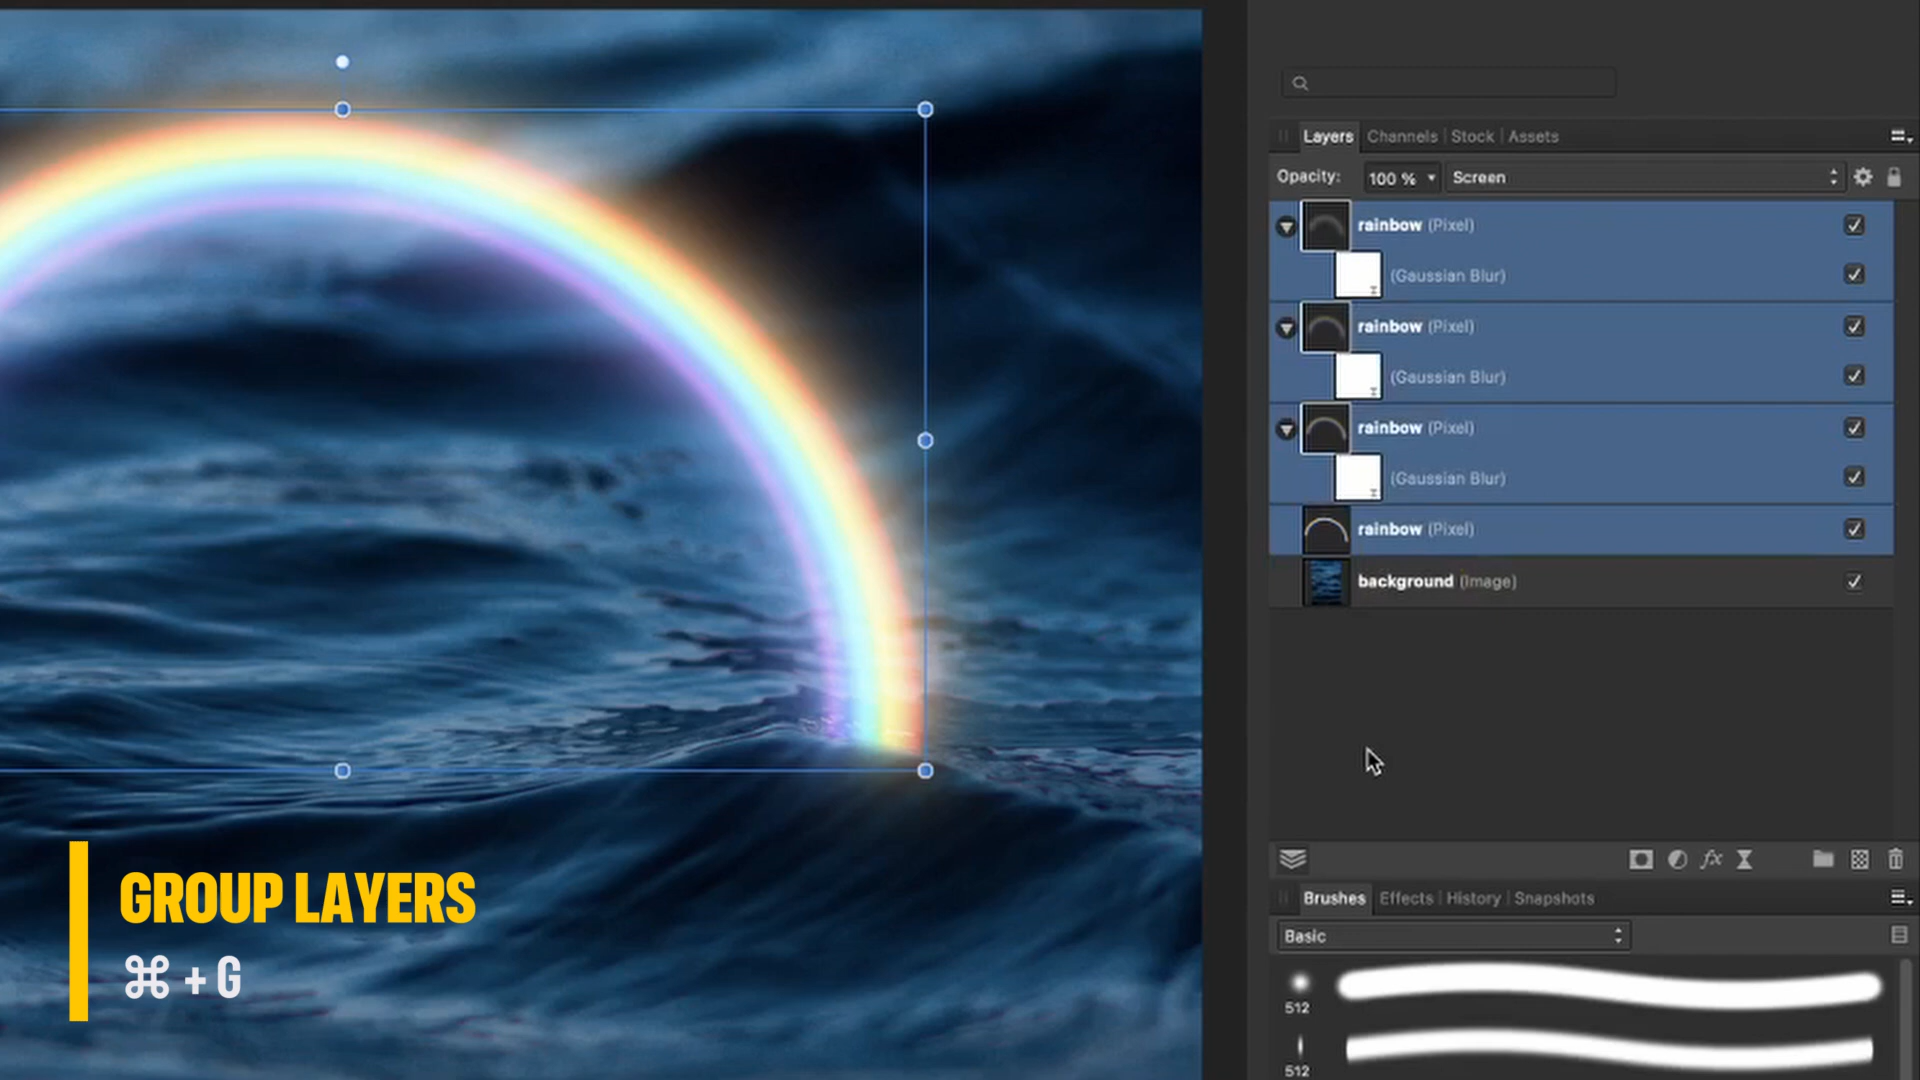 Layers Channels Stock Assets
Opacity: 100 % Screen
rainbow (Pixel)
(Gaussian Blur)
rainbow (Pixel)
(Gaussian Blur)
rainbow (Pixel)
(Gaussian Blur)
rainbow (Pixel)
background (Image)
fx
Brushes Effects History Snapshots
Basic
512
512
GROUP LAYERS
⌘ + G